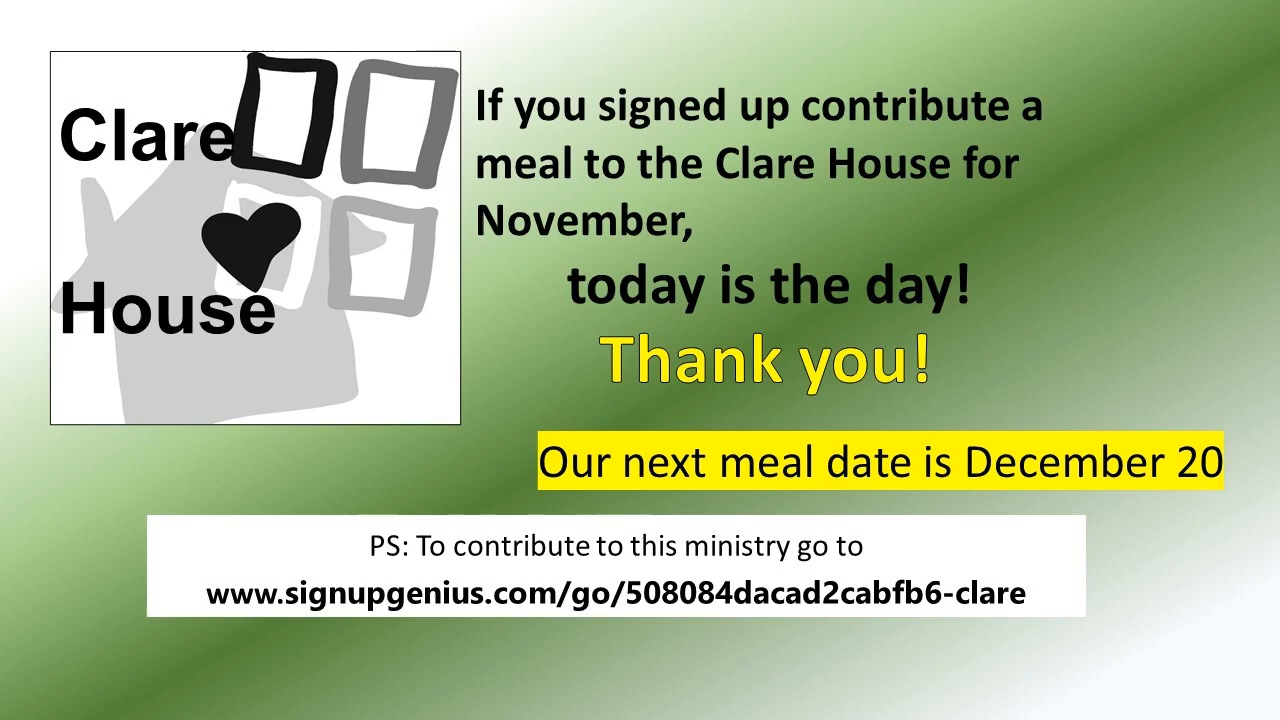 Clare
House
If you signed up contribute a
meal to the Clare House for
November,
today is the day!
Thank you!
Our next meal date is December 20
PS: To contribute to this ministry go to
www.signupgenius.com/go/508084dacad2cabfb6-clare